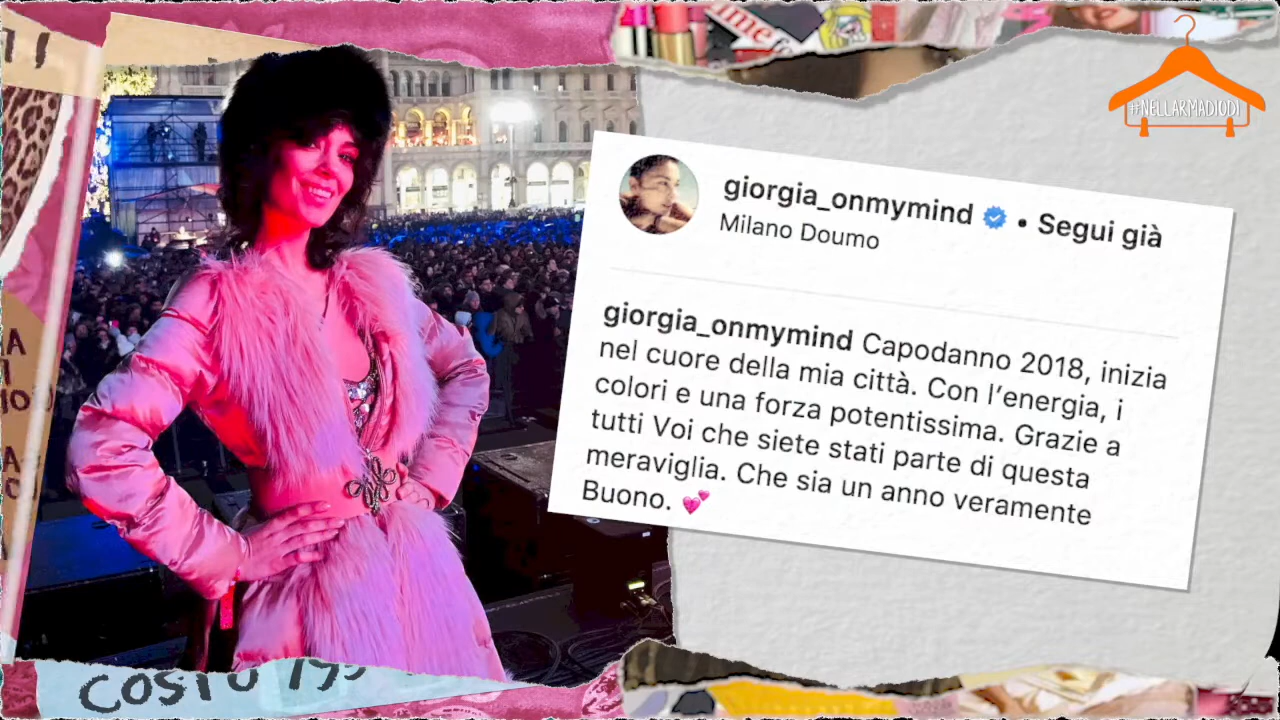 #NELLARMADIODI
giorgia_onmymind • Segui già
Milano Doumo
giorgia_onmymind Capodanno 2018, inizia
nel cuore della mia città. Con l'energia, i
colori e una forza potentissima. Grazie a
tutti Voi che siete stati parte di questa
meraviglia. Che sia un anno veramente
Buono. 💕
COSTO 195